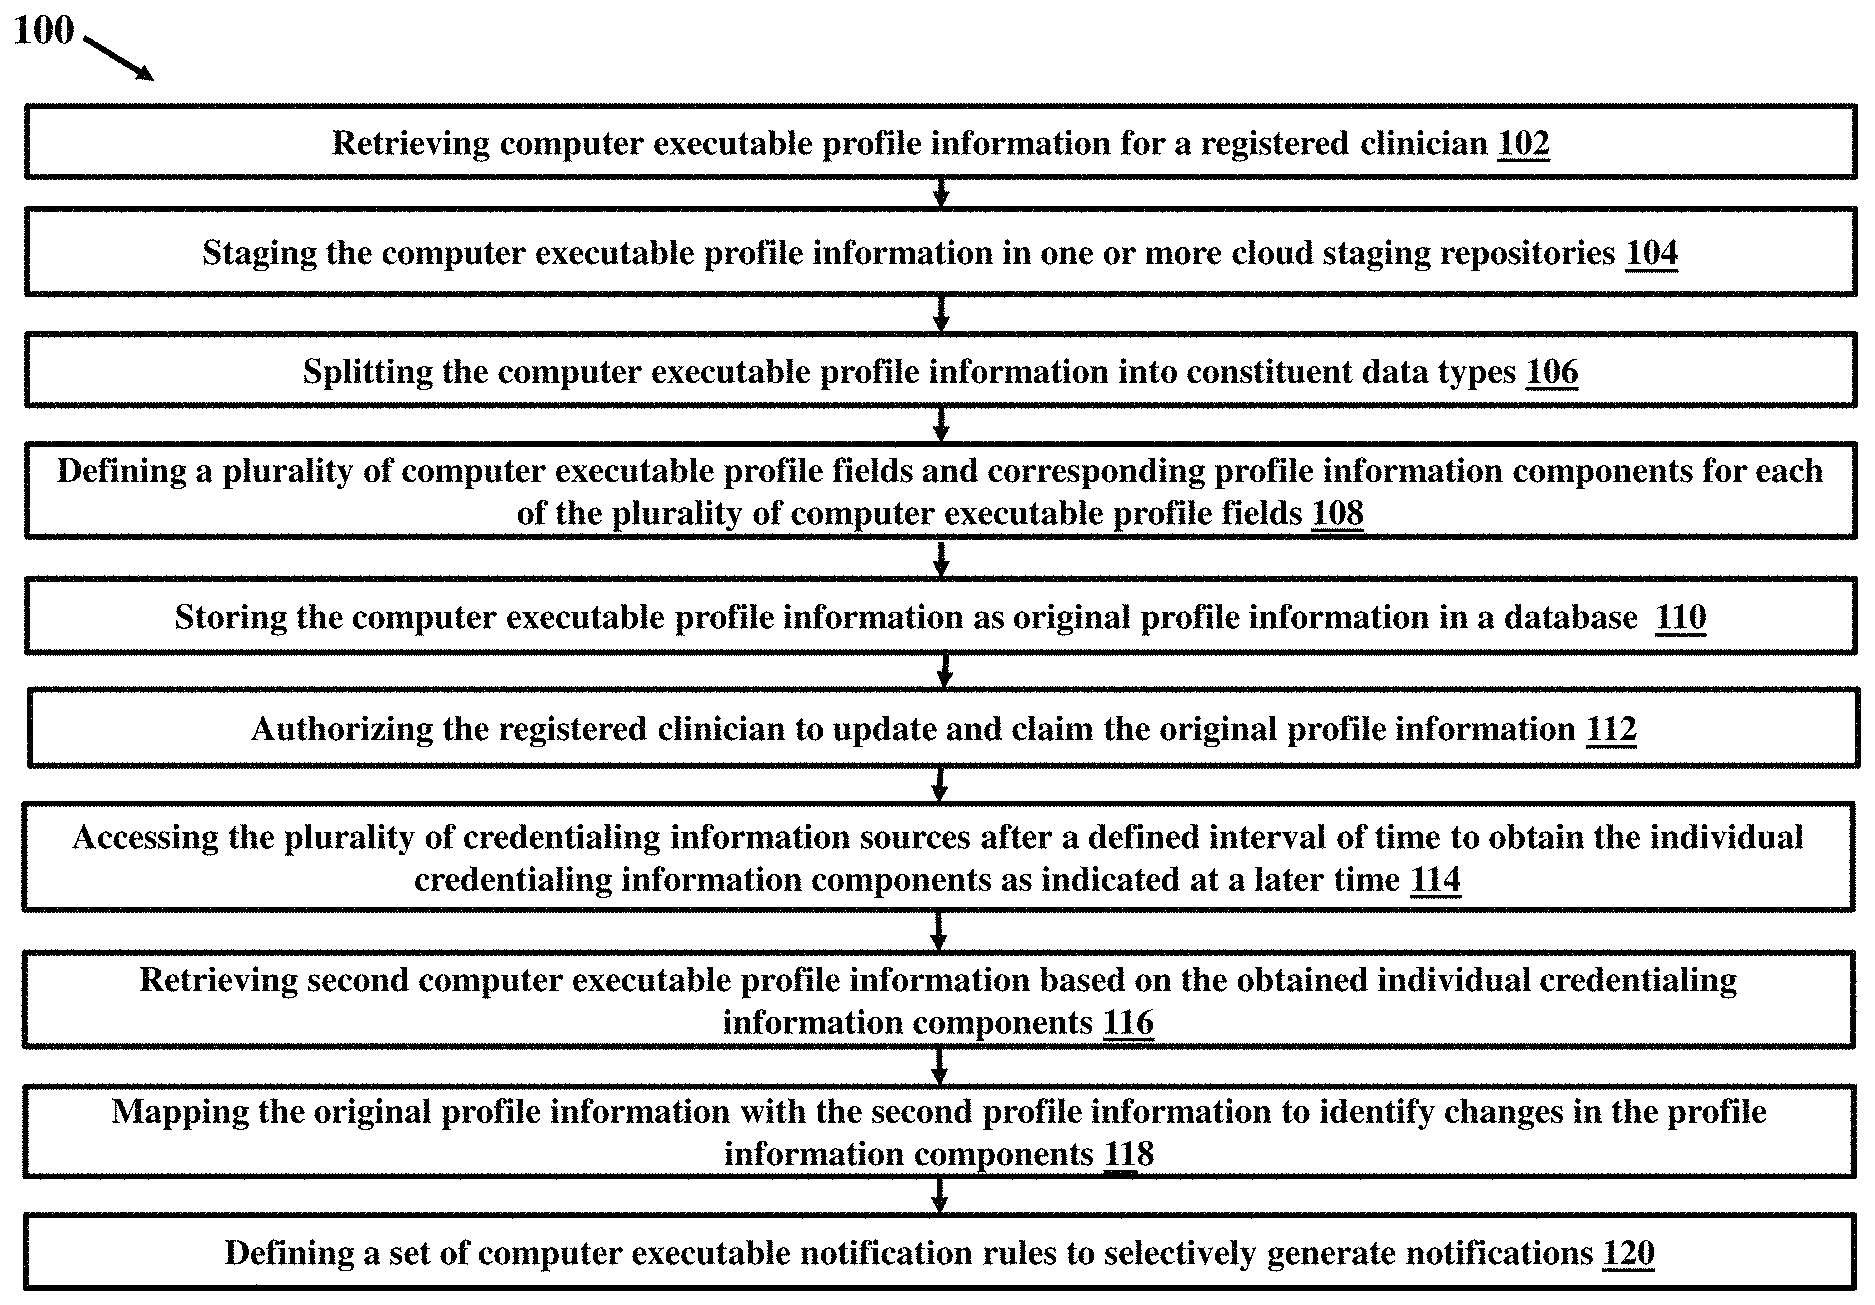 100
Retrieving computer executable profile information for a registered clinician 102
Staging the computer executable profile information in one or more cloud staging repositories 104
Splitting the computer executable profile information into constituent data types 106
Defining a plurality of computer executable profile fields and corresponding profile information components for each
of the plurality of computer executable profile fields 108
Storing the computer executable profile information as original profile information in a database 110
Authorizing the registered clinician to update and claim the original profile information 112
Accessing the plurality of credentialing information sources after a defined interval of time to obtain the individual
credentialing information components as indicated at a later time 114
Retrieving second computer executable profile information based on the obtained individual credentialing
information components 116
Mapping the original profile information with the second profile information to identify changes in the profile
information components 118
Defining a set of computer executable notification rules to selectively generate notifications 120